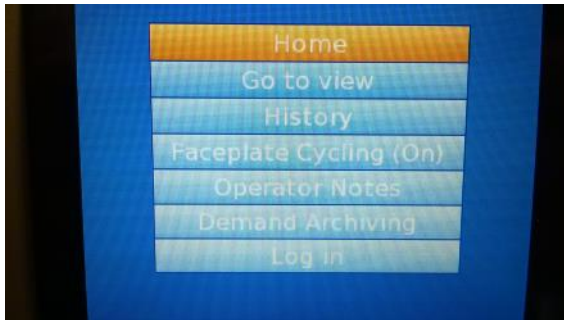 Home
Go to view
History
Faceplate Cycling (On)
Operator Notes
Demand Archiving
Log in